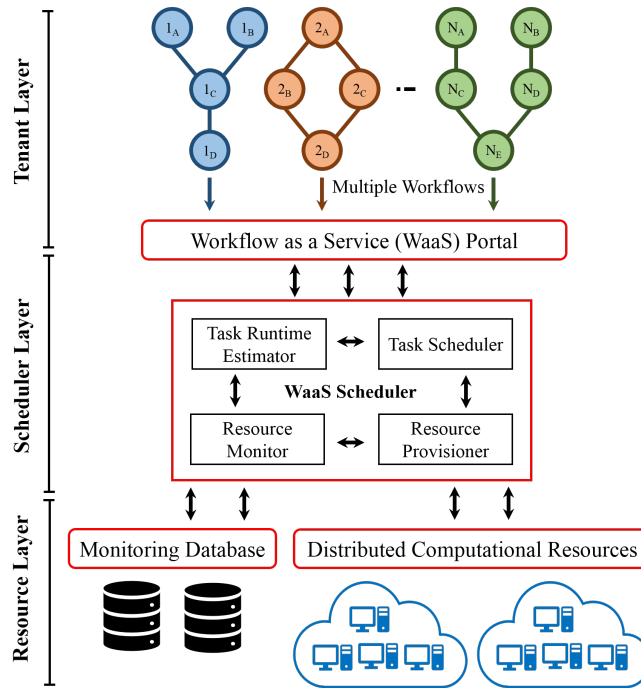 Tenant Layer
1A
1B
1C
1D
2A
2B
2C
2D
NA
NB
NC
ND
NE
Multiple Workflows
Workflow as a Service (WaaS) Portal
Scheduler Layer
Task Runtime
Estimator
Task Scheduler
WaaS Scheduler
Resource
Monitor
Resource
Provisioner
Resource Layer
Monitoring Database
Distributed Computational Resources